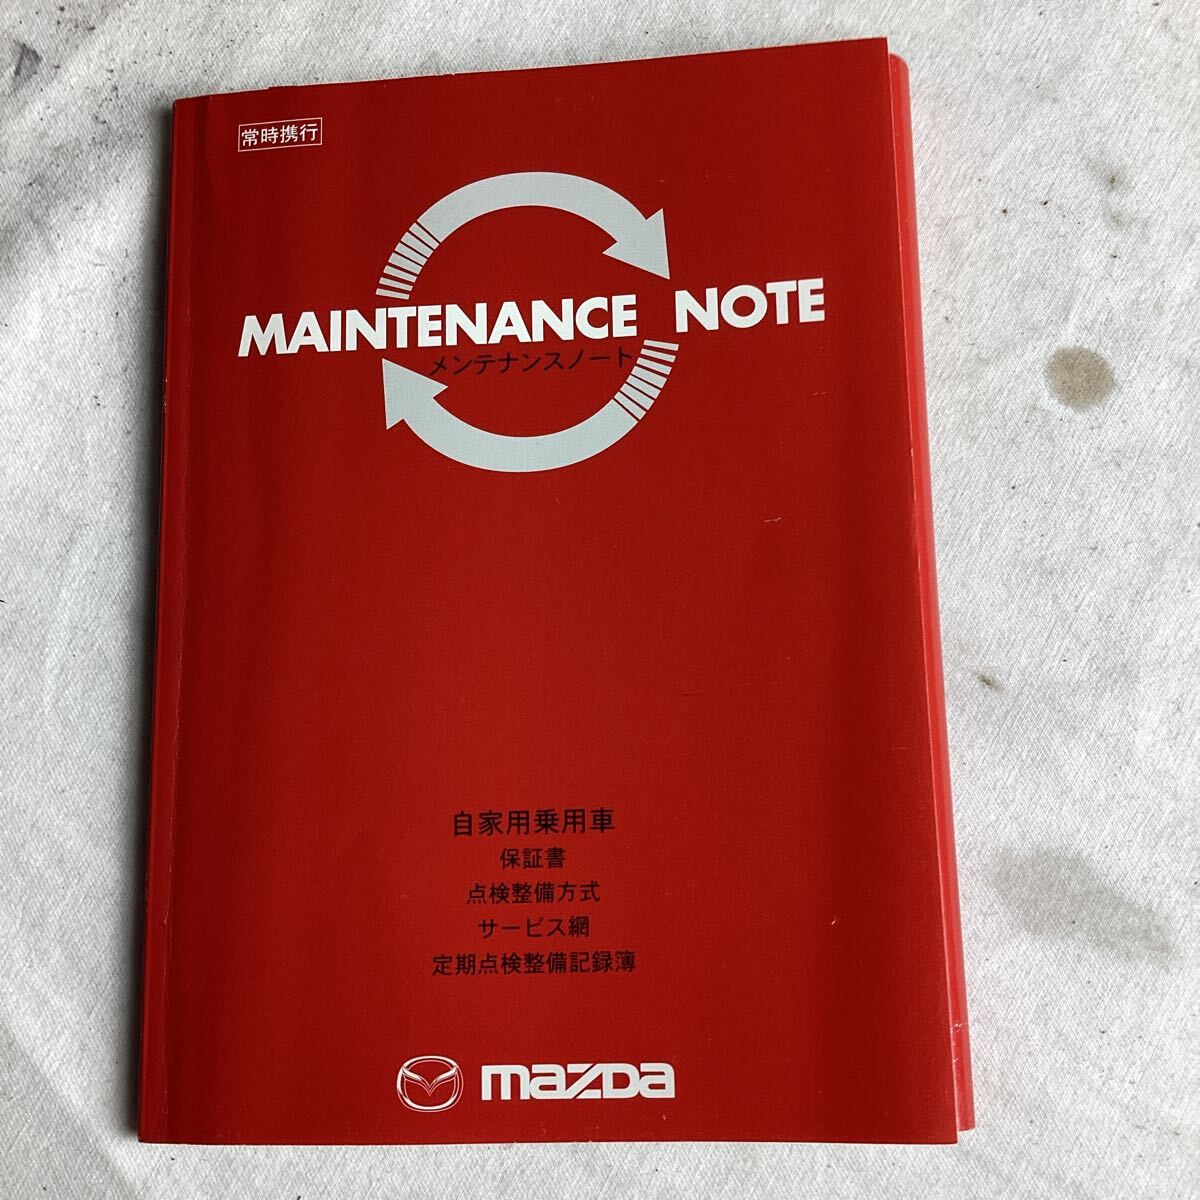 常時携行
MAINTENANCE NOTE
メンテナンスノート
自家用乗用車
保証書
点検整備方式
サービス網
定期点検整備記録簿
mazda